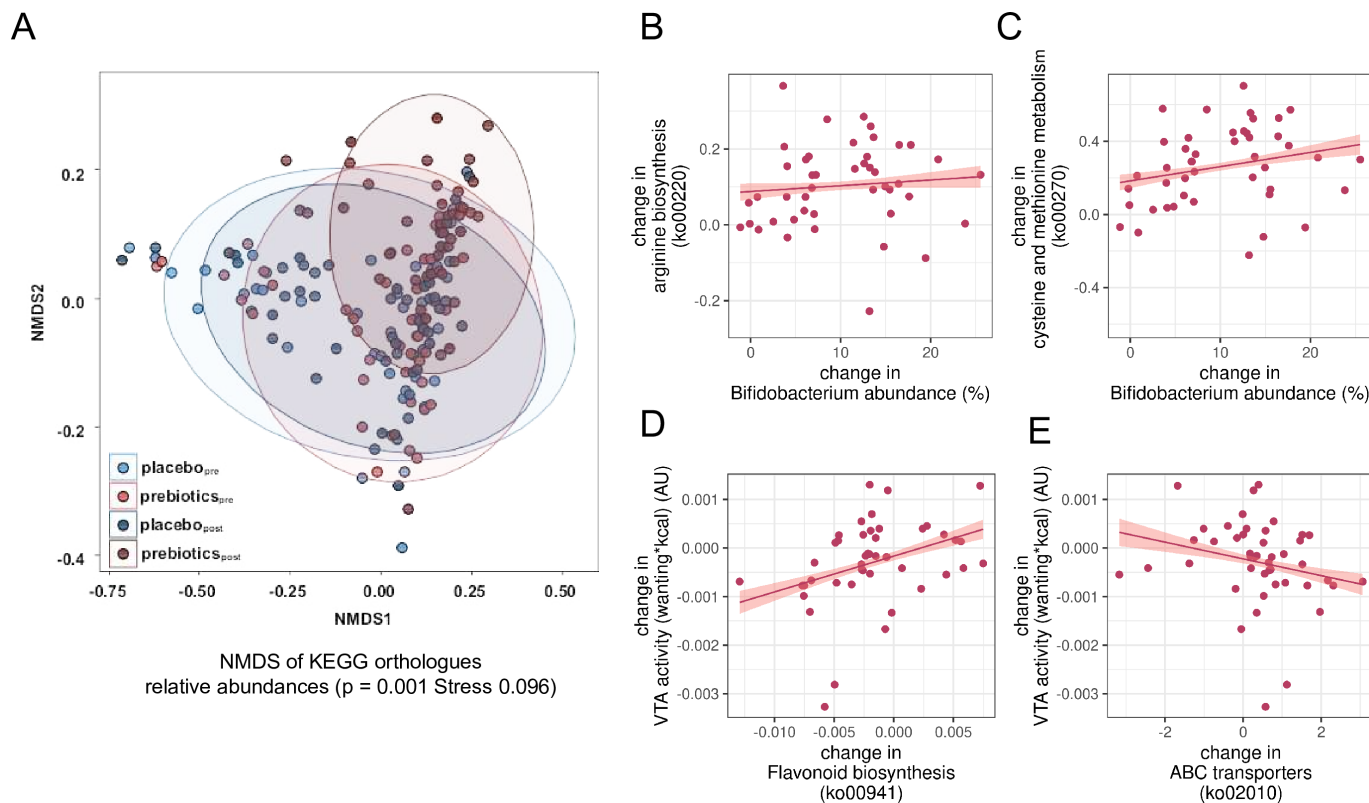 A
0.2
0.0
-0.2
-0.4
NMDS2
-0.75
-0.50
-0.25
0.00
0.25
0.50
NMDS1
placebopre
prebioticspre
placebopost
prebioticspost
NMDS of KEGG orthologues
relative abundances (p = 0.001 Stress 0.096)
B
change in
arginine biosynthesis
(ko00220)
0.2
0.0
-0.2
0
10
20
change in
Bifidobacterium abundance (%)
C
change in
cysteine and methionine metabolism
(ko00270)
0.4
0.0
-0.4
0
10
20
change in
Bifidobacterium abundance (%)
D
change in
VTA activity (wanting*kcal) (AU)
0.001
0.000
-0.001
-0.002
-0.003
-0.010
-0.005
0.000
0.005
change in
Flavonoid biosynthesis
(ko00941)
E
change in
VTA activity (wanting*kcal) (AU)
0.001
0.000
-0.001
-0.002
-0.003
-2
0
2
change in
ABC transporters
(ko02010)